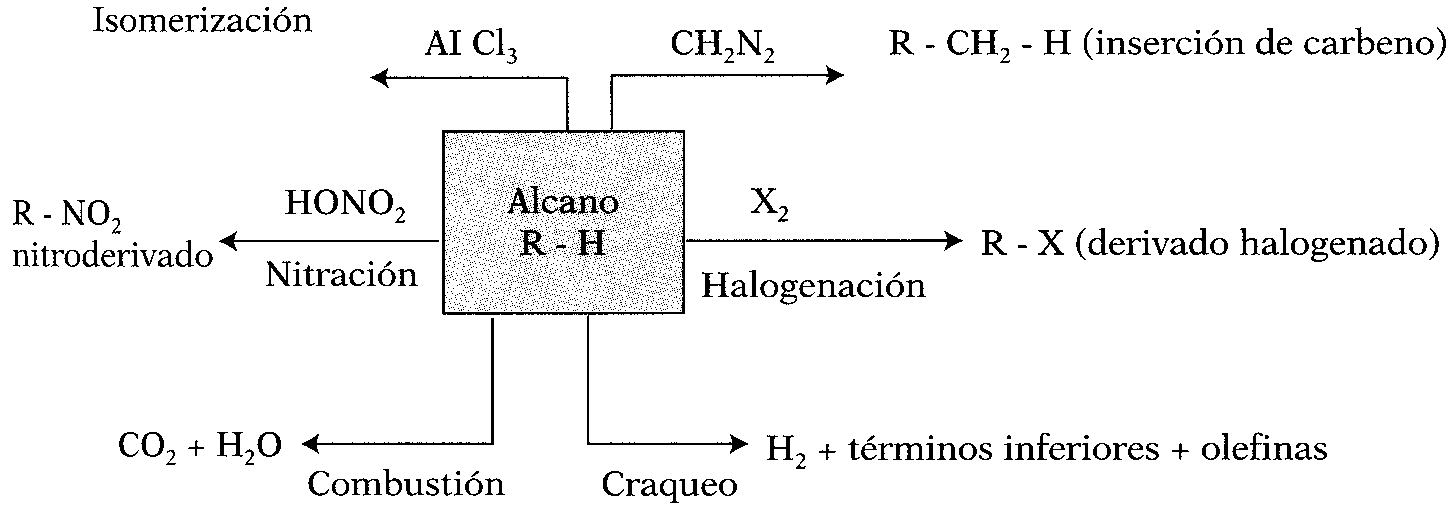 Isomerización
AI Cl₃
CH₂N₂
R - CH₂ - H (inserción de carbeno)
R - NO₂
nitroderivado
HONO₂
Nitración
Alcano
R - H
X₂
Halogenación
R - X (derivado halogenado)
CO₂ + H₂O
Combustión
Craqueo
H₂ + términos inferiores + olefinas